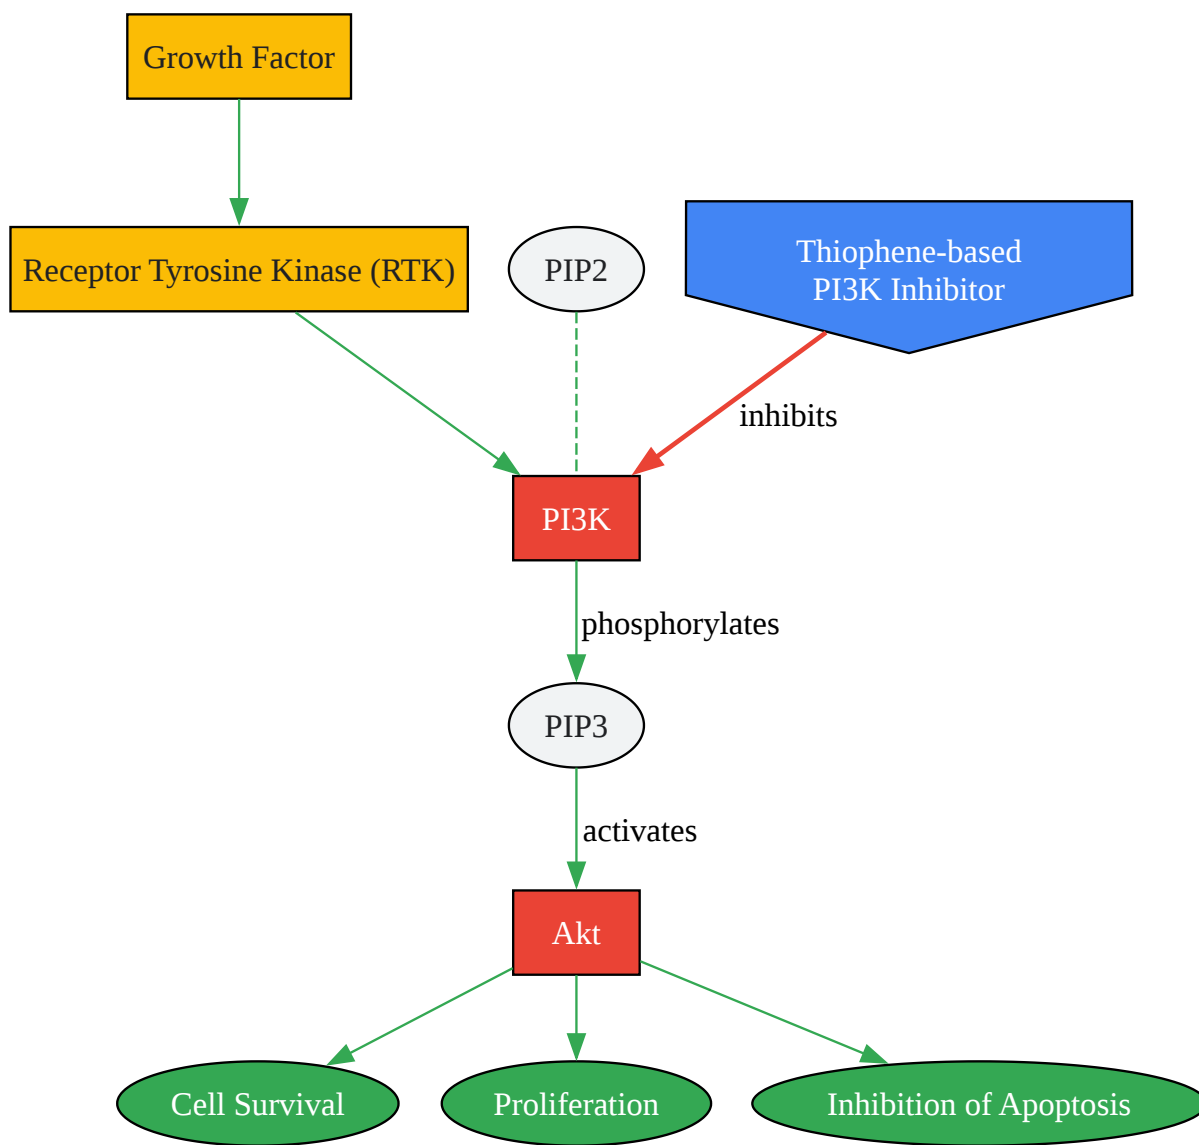 Growth Factor
Receptor Tyrosine Kinase (RTK)
PIP2
Thiophene-based
PI3K Inhibitor
inhibits
PI3K
phosphorylates
PIP3
activates
Akt
Cell Survival
Proliferation
Inhibition of Apoptosis